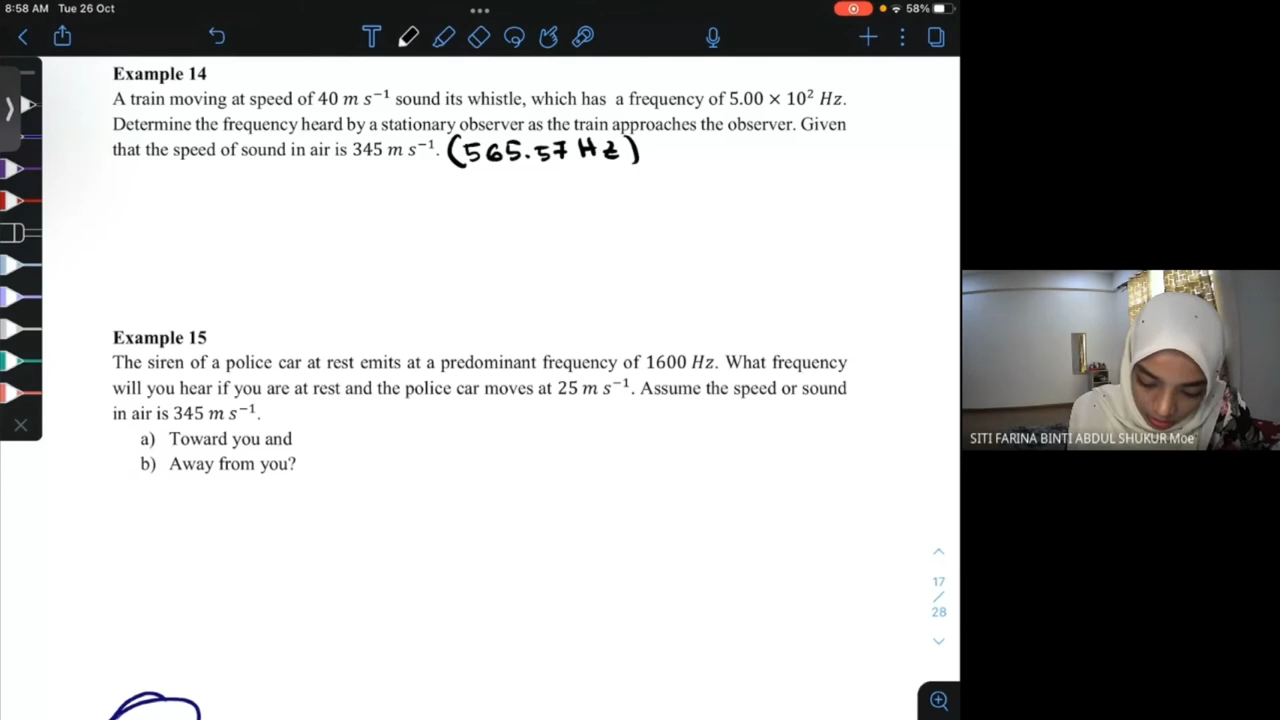 8:58 AM Tue 26 Oct
58%
Example 14
A train moving at speed of 40 m s⁻¹ sound its whistle, which has a frequency of 5.00 × 10² Hz.
Determine the frequency heard by a stationary observer as the train approaches the observer. Given
that the speed of sound in air is 345 m s⁻¹. (565.57 Hz)
Example 15
The siren of a police car at rest emits at a predominant frequency of 1600 Hz. What frequency
will you hear if you are at rest and the police car moves at 25 m s⁻¹. Assume the speed or sound
in air is 345 m s⁻¹.
a) Toward you and
b) Away from you?
17
/
28
SITI FARINA BINTI ABDUL SHUKUR Moe